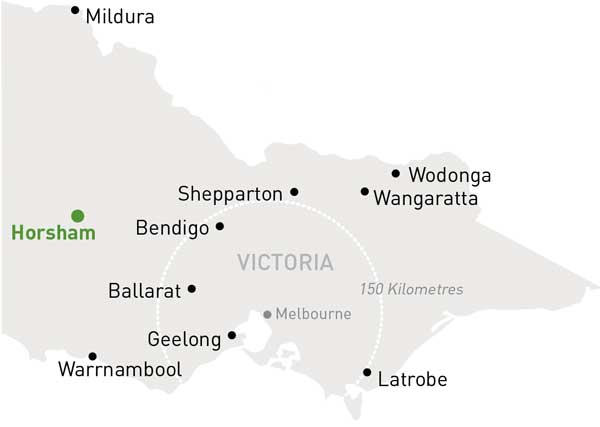 Mildura
Wodonga
Shepparton
Wangaratta
Horsham
Bendigo
VICTORIA
Ballarat
150 Kilometres
Melbourne
Geelong
Warrnambool
Latrobe